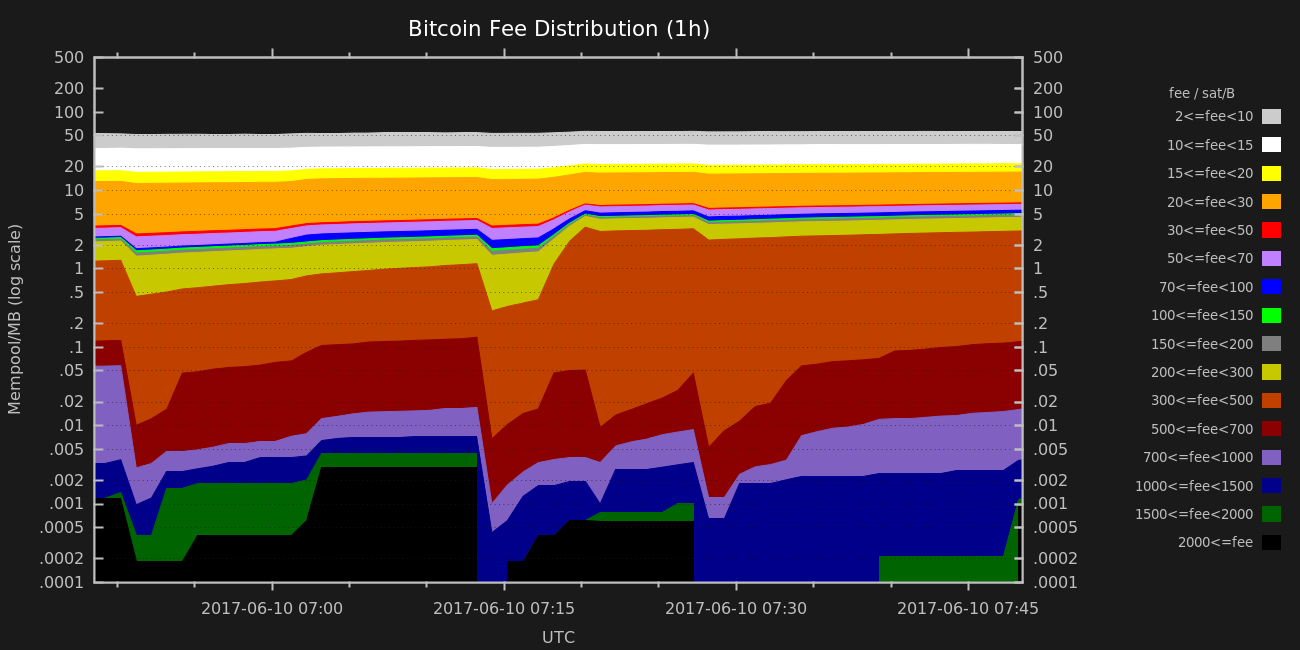 Bitcoin Fee Distribution (1h)
500
200
100
50
20
10
5
2
1
.5
.2
.1
.05
.02
.01
.005
.002
.001
.0005
.0002
.0001
Mempool/MB (log scale)
500
200
100
50
20
10
5
2
1
.5
.2
.1
.05
.02
.01
.005
.002
.001
.0005
.0002
.0001
fee / sat/B
2<=fee<10
10<=fee<15
15<=fee<20
20<=fee<30
30<=fee<50
50<=fee<70
70<=fee<100
100<=fee<150
150<=fee<200
200<=fee<300
300<=fee<500
500<=fee<700
700<=fee<1000
1000<=fee<1500
1500<=fee<2000
2000<=fee
2017-06-10 07:00 2017-06-10 07:15 2017-06-10 07:30 2017-06-10 07:45
UTC